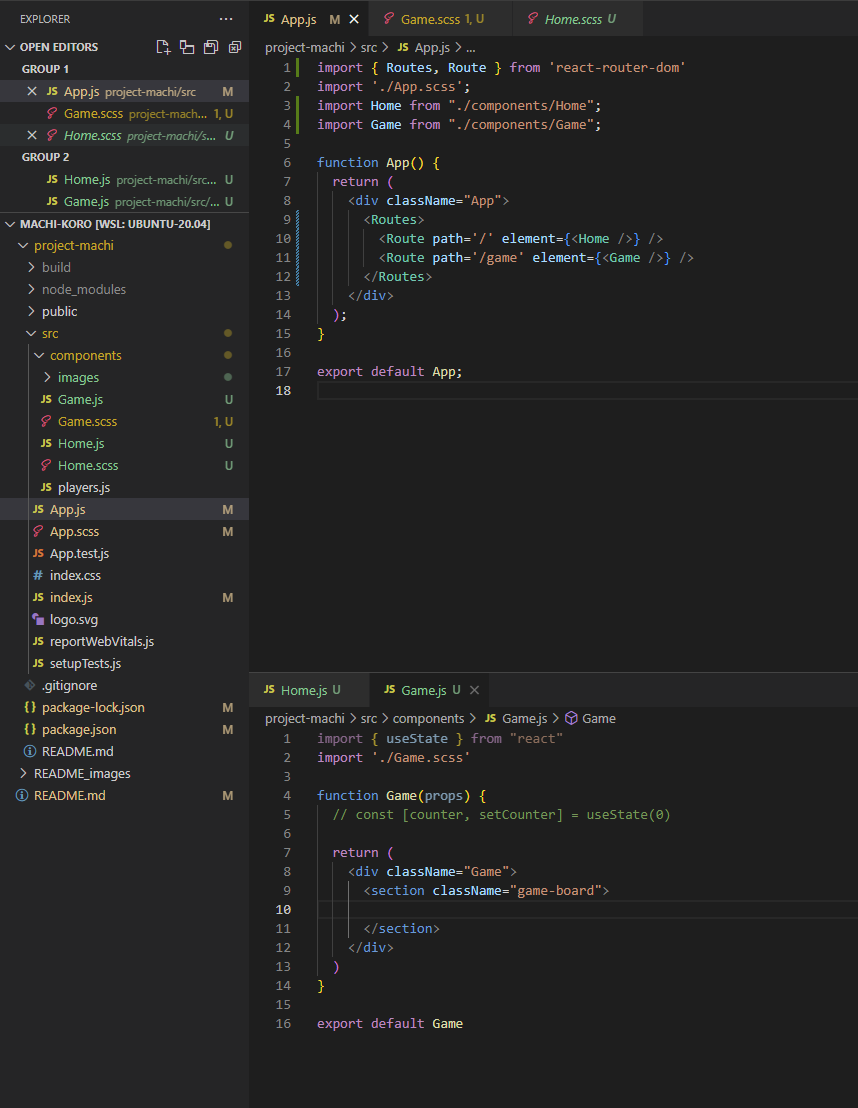 EXPLORER
···
OPEN EDITORS
GROUP 1
JS App.js project-machi/src M
Game.scss project-mach... 1, U
Home.scss project-machi/s... U
GROUP 2
JS Home.js project-machi/src... U
JS Game.js project-machi/src/... U
MACHI-KORO [WSL: UBUNTU-20.04]
project-machi
build
node_modules
public
src
components
images
JS Game.js U
Game.scss 1, U
JS Home.js U
Home.scss U
JS players.js
JS App.js M
App.scss M
JS App.test.js
# index.css
JS index.js M
logo.svg
JS reportWebVitals.js
JS setupTests.js
.gitignore
{} package-lock.json M
{} package.json M
README.md
README_images
README.md M
JS App.js M
Game.scss 1, U
Home.scss U
project-machi > src > JS App.js > ...
1 import { Routes, Route } from 'react-router-dom'
2 import './App.scss';
3 import Home from "./components/Home";
4 import Game from "./components/Game";
5
6 function App() {
7 return (
8 <div className="App">
9 <Routes>
10 <Route path='/' element={<Home />} />
11 <Route path='/game' element={<Game />} />
12 </Routes>
13 </div>
14 );
15 }
16
17 export default App;
18
JS Home.js U
JS Game.js U
project-machi > src > components > JS Game.js > Game
1 import { useState } from "react"
2 import './Game.scss'
3
4 function Game(props) {
5 // const [counter, setCounter] = useState(0)
6
7 return (
8 <div className="Game">
9 <section className="game-board">
10
11 </section>
12 </div>
13 )
14 }
15
16 export default Game